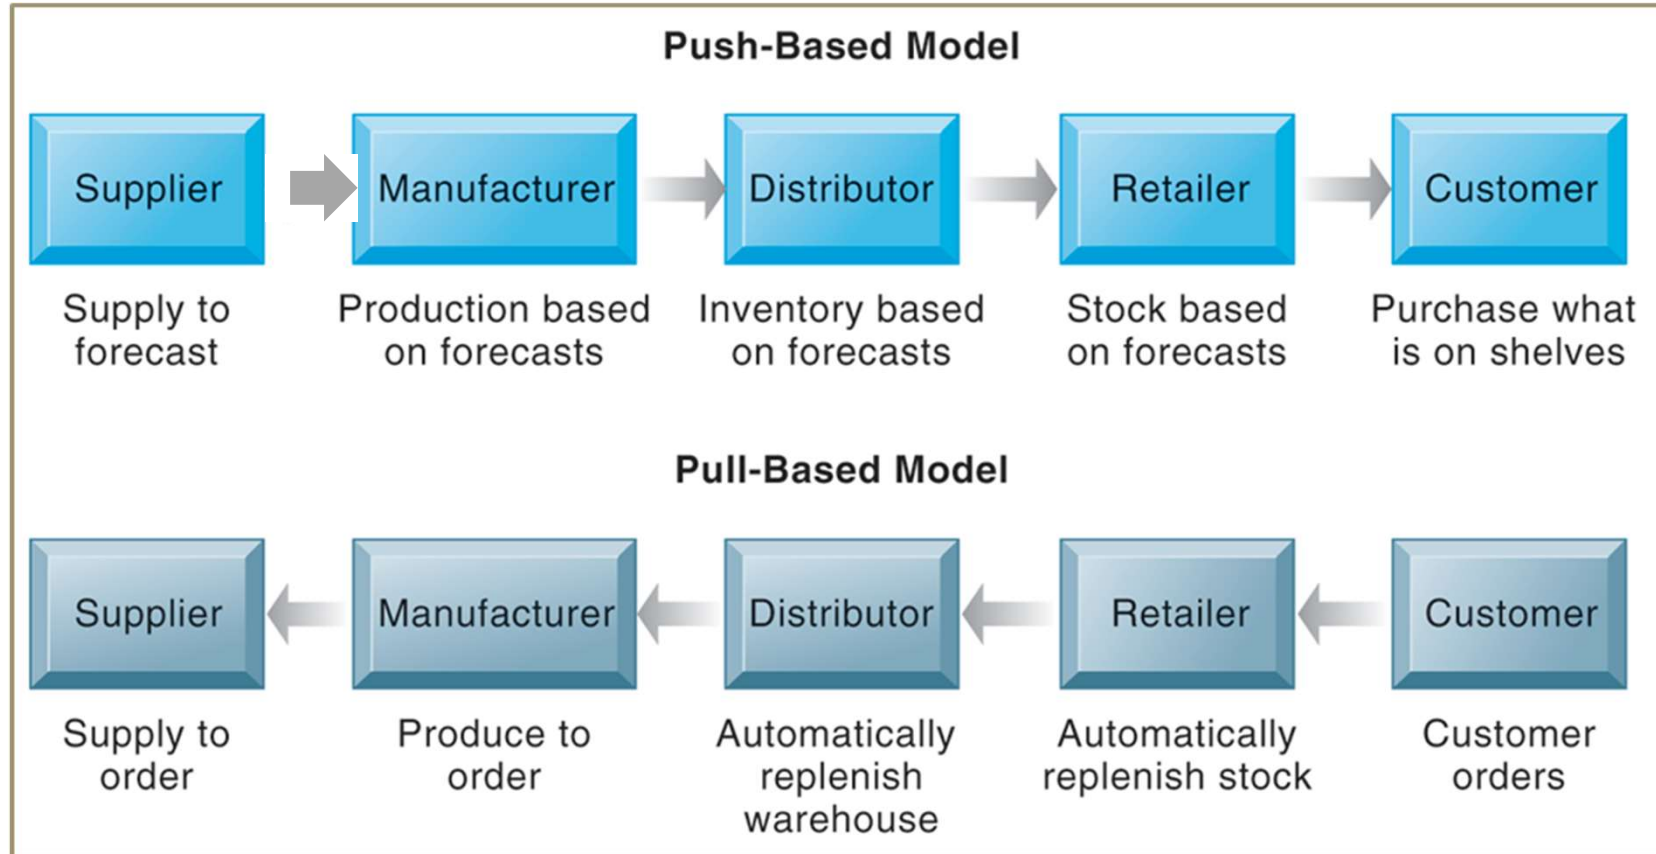 Push-Based Model
Supplier
Manufacturer
Distributor
Retailer
Customer
Supply to
forecast
Production based
on forecasts
Inventory based
on forecasts
Stock based
on forecasts
Purchase what
is on shelves
Pull-Based Model
Supplier
Manufacturer
Distributor
Retailer
Customer
Supply to
order
Produce to
order
Automatically
replenish
warehouse
Automatically
replenish stock
Customer
orders